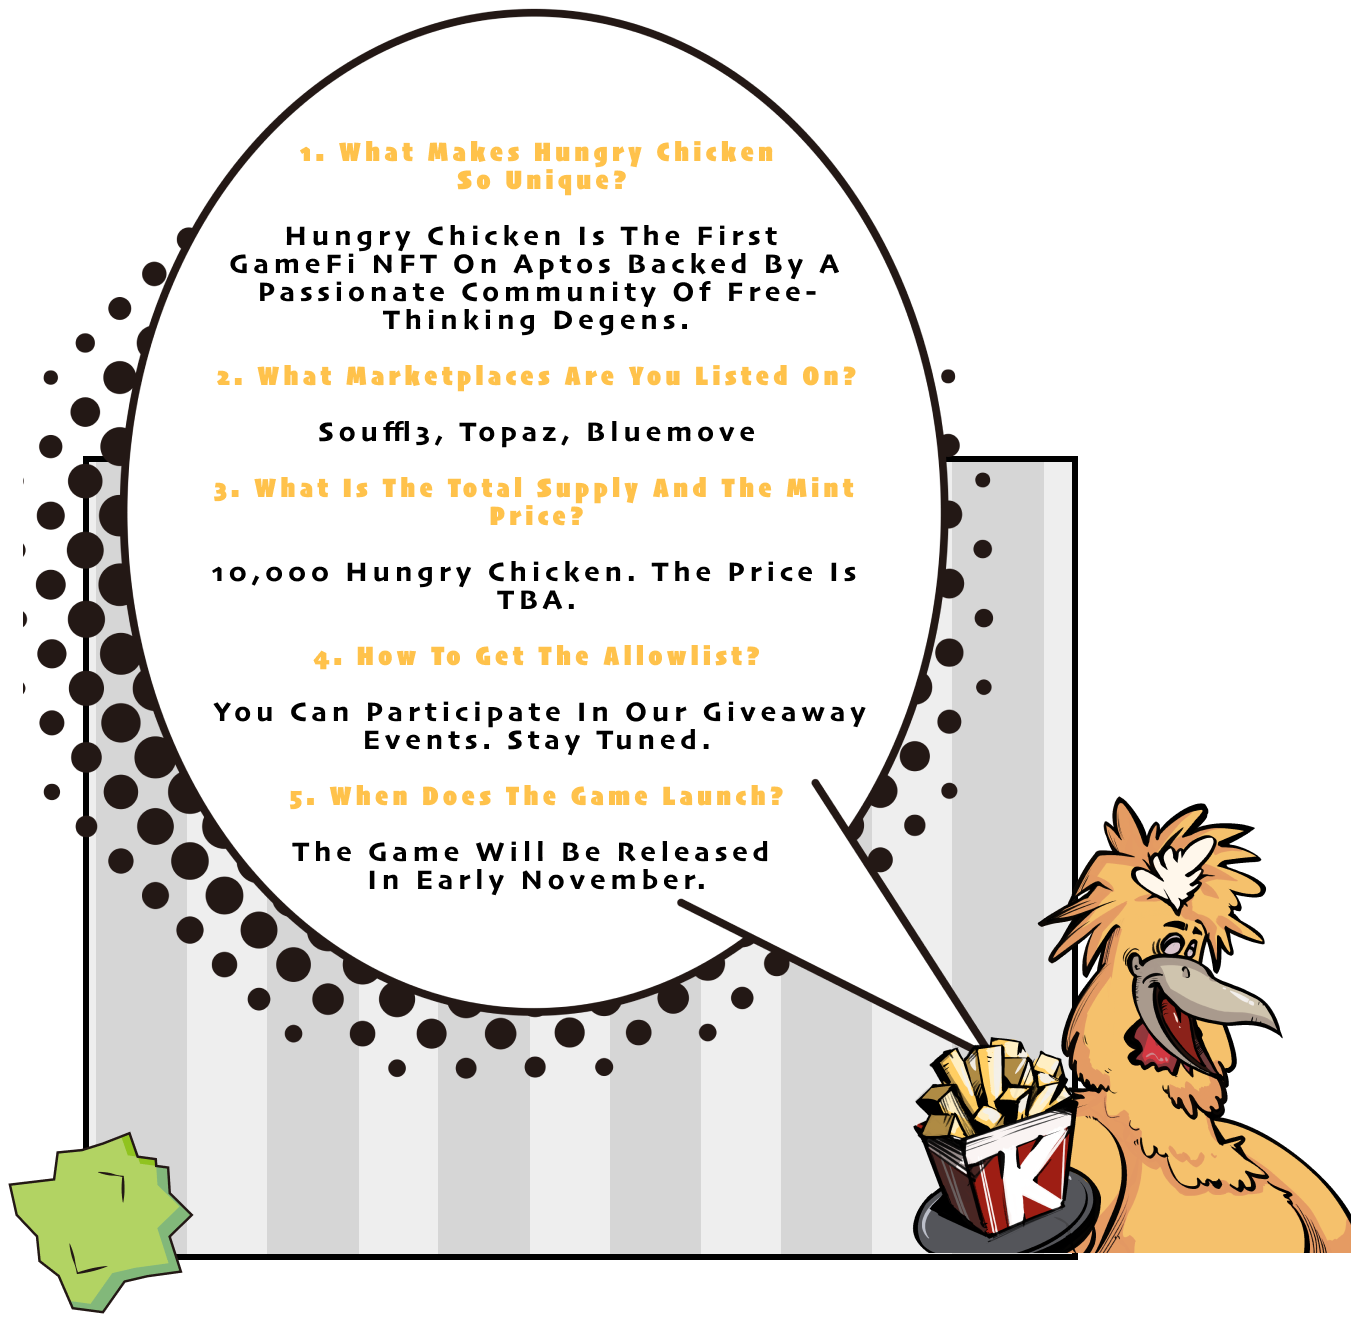 1. What Makes Hungry Chicken
So Unique?
Hungry Chicken Is The First
GameFi NFT On Aptos Backed By A
Passionate Community Of Free-
Thinking Degens.
2. What Marketplaces Are You Listed On?
Souffl3, Topaz, Bluemove
3. What Is The Total Supply And The Mint
Price?
10,000 Hungry Chicken. The Price Is
TBA.
4. How To Get The Allowlist?
You Can Participate In Our Giveaway
Events. Stay Tuned.
5. When Does The Game Launch?
The Game Will Be Released
In Early November.
K